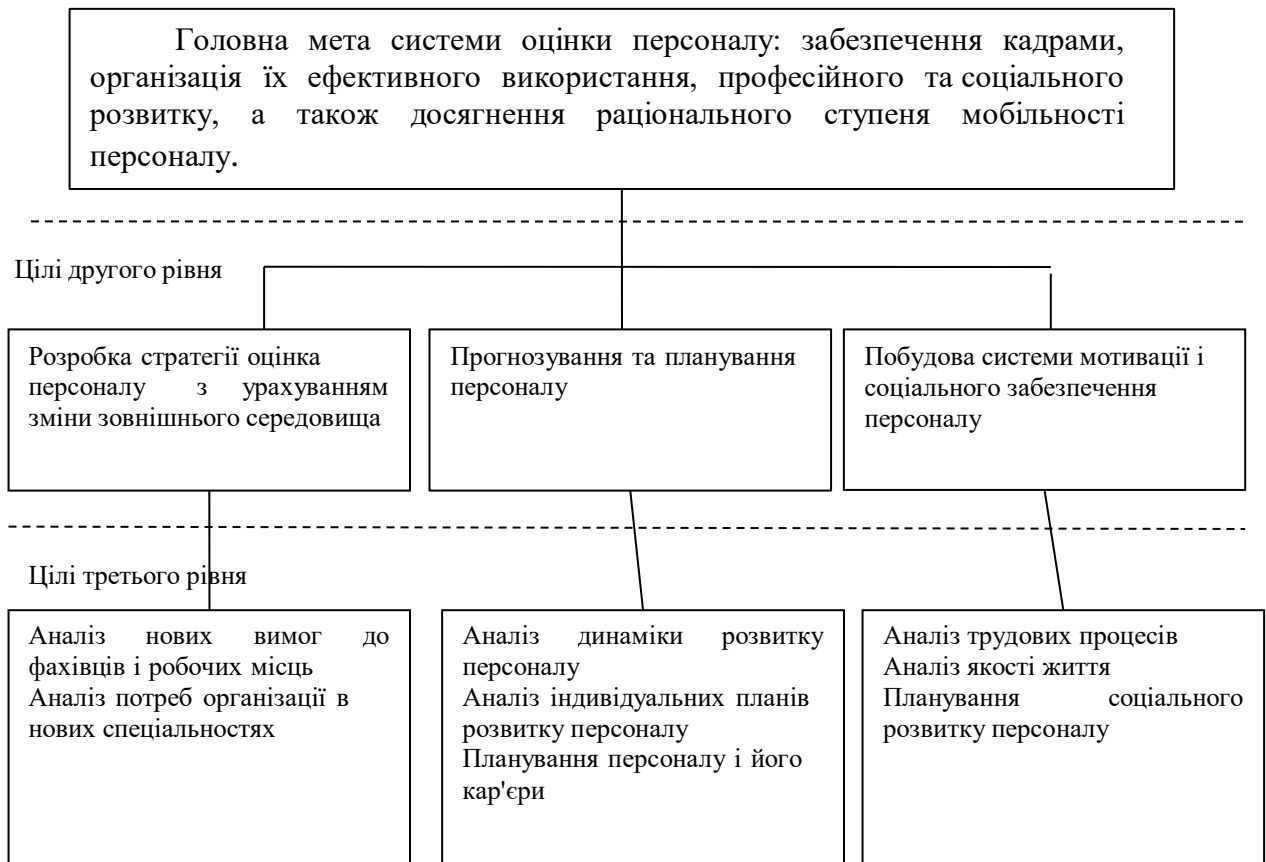 Головна мета системи оцінки персоналу: забезпечення кадрами,
організація їх ефективного використання, професійного та соціального
розвитку, а також досягнення раціонального ступеня мобільності
персоналу.
Цілі другого рівня
Розробка стратегії оцінка
персоналу з урахуванням
зміни зовнішнього середовища
Прогнозування та планування
персоналу
Побудова системи мотивації і
соціального забезпечення
персоналу
Цілі третього рівня
Аналіз нових вимог до
фахівців і робочих місць
Аналіз потреб організації в
нових спеціальностях
Аналіз динаміки розвитку
персоналу
Аналіз індивідуальних планів
розвитку персоналу
Планування персоналу і його
кар'єри
Аналіз трудових процесів
Аналіз якості життя
Планування соціального
розвитку персоналу